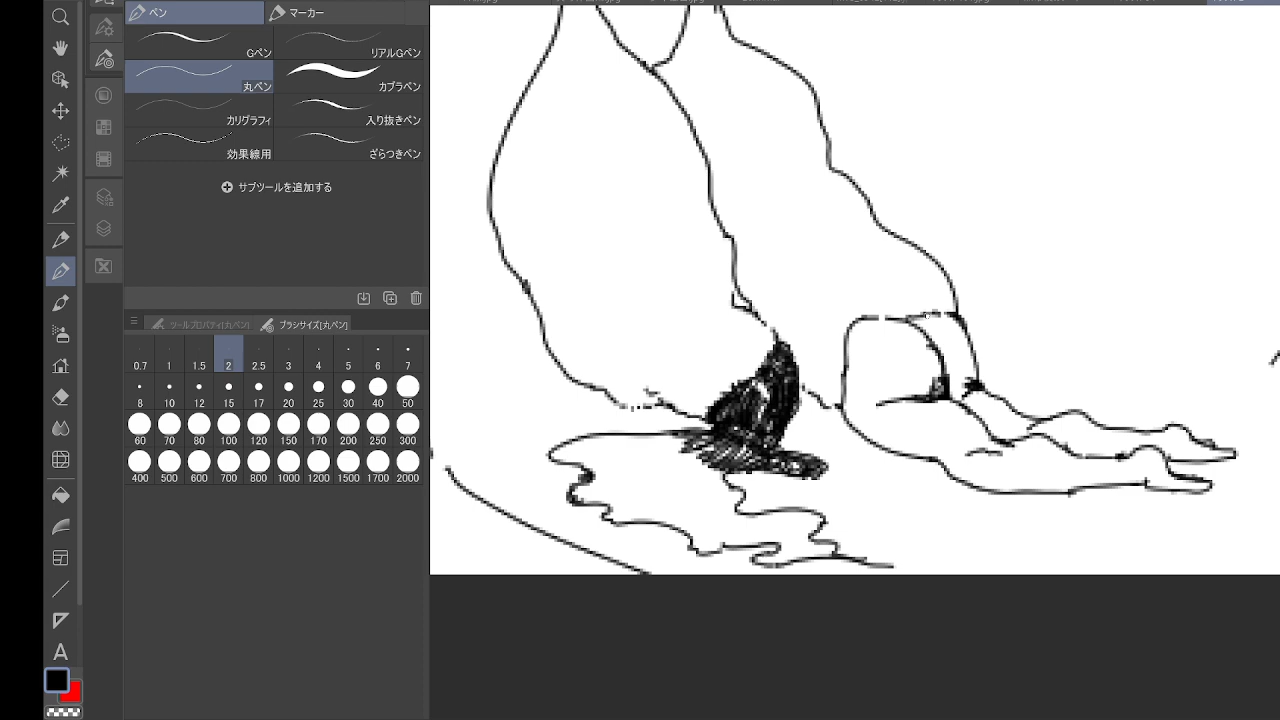 ペン
マーカー
Gペン
リアルGペン
丸ペン
カブラペン
カリグラフィ
入り抜きペン
効果線用
ざらつきペン
サブツールを追加する
ツールプロパティ[丸ペン]
ブラシサイズ[丸ペン]
0.7 1 1.5 2 2.5 3 4 5 6 7
8 10 12 15 17 20 25 30 40 50
60 70 80 100 120 150 170 200 250 300
400 500 600 700 800 1000 1200 1500 1700 2000
A